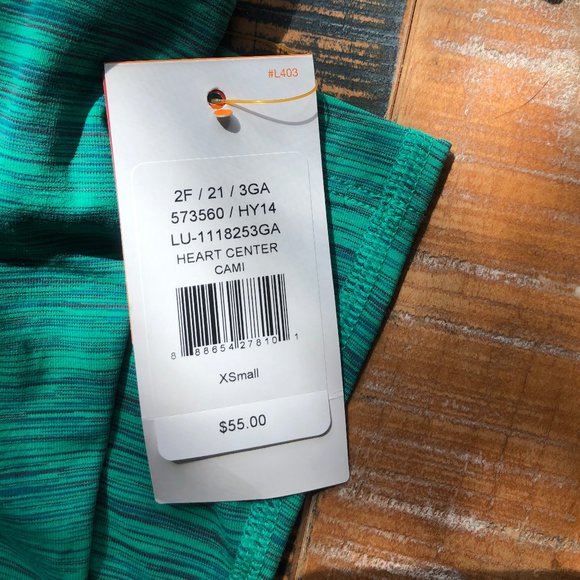 #L403
2F / 21 / 3GA
573560 / HY14
LU-1118253GA
HEART CENTER
CAMI
8 88654 27810 1
XSmall
$55.00